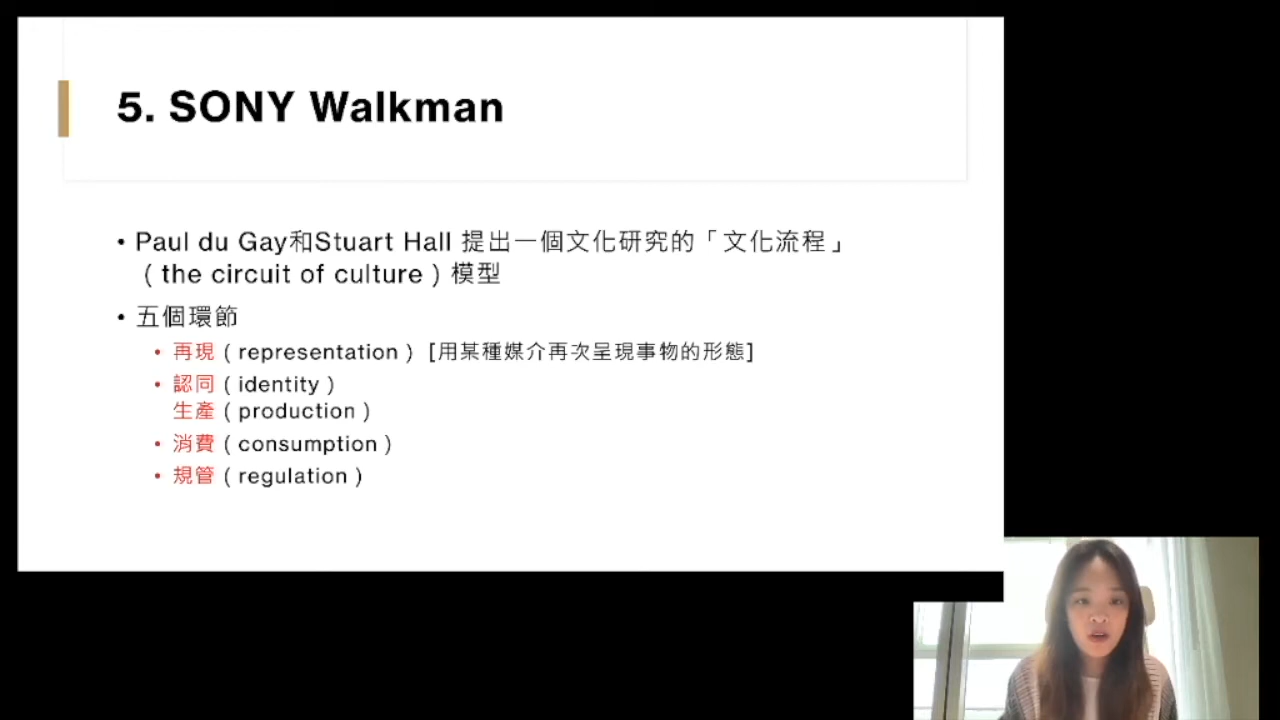 5. SONY Walkman
• Paul du Gay和Stuart Hall 提出一個文化研究的「文化流程」
( the circuit of culture ) 模型
• 五個環節
• 再現 ( representation ) [用某種媒介再次呈現事物的形態]
• 認同 ( identity )
生產 ( production )
• 消費 ( consumption )
• 規管 ( regulation )